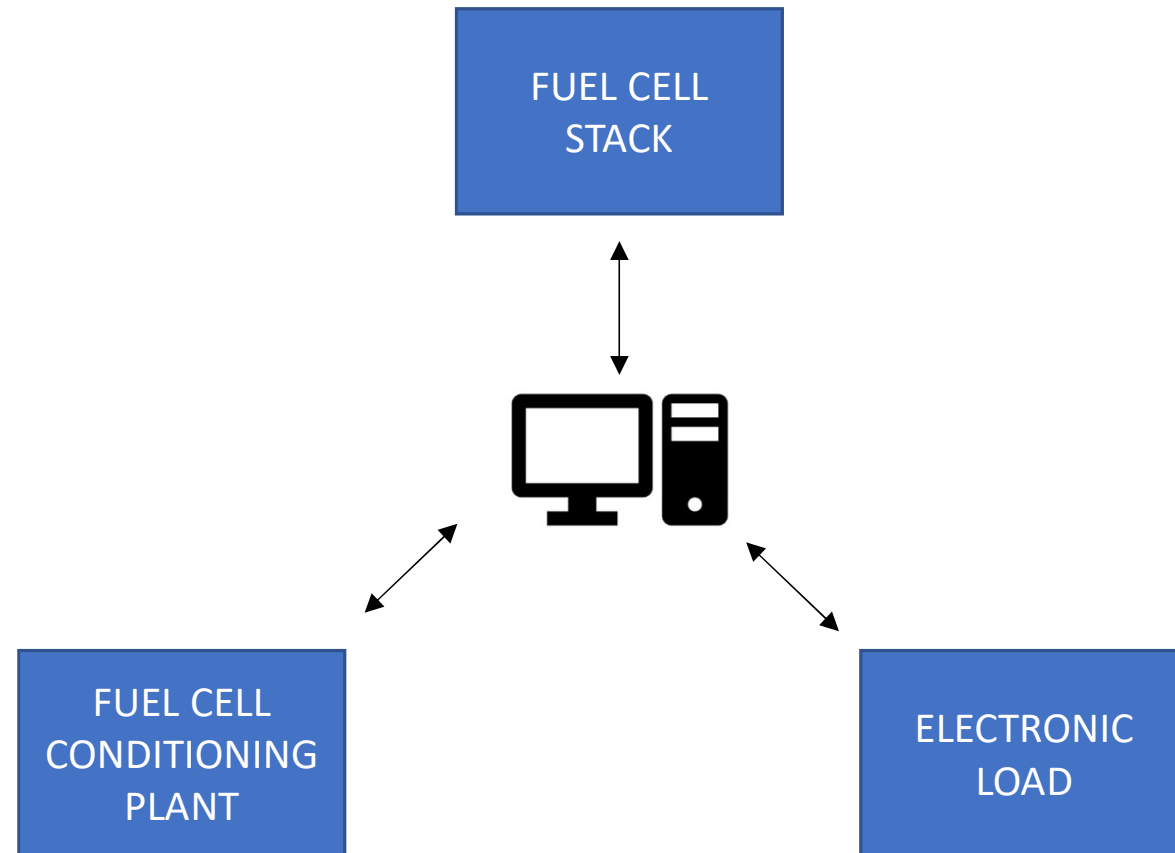 FUEL CELL
STACK
FUEL CELL
CONDITIONING
PLANT
ELECTRONIC
LOAD